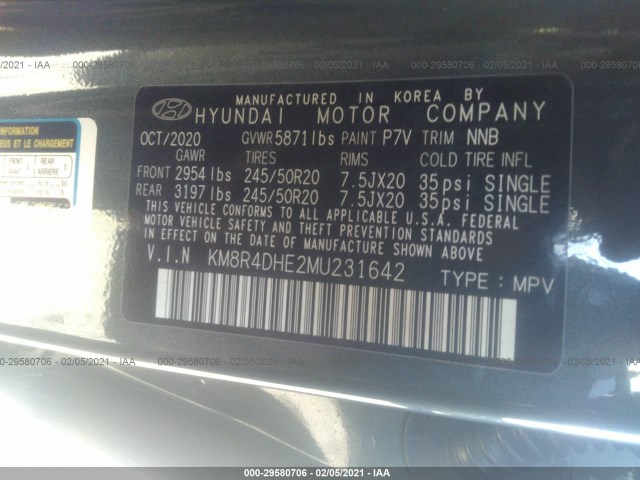 2021 - IAA
000-29580706 - 02/05/2021 - IAA
000-29580706 - 02/05/2021 - IAA
MANUFACTURED IN KOREA BY
HYUNDAI MOTOR COMPANY
OCT/2020 GVWR 5871lbs PAINT P7V TRIM NNB
GAWR TIRES RIMS COLD TIRE INFL
FRONT 2954 lbs 245/50R20 7.5JX20 35psi SINGLE
REAR 3197 lbs 245/50R20 7.5JX20 35psi SINGLE
THIS VEHICLE CONFORMS TO ALL APPLICABLE U.S.A. FEDERAL
MOTOR VEHICLE SAFETY AND THEFT PREVENTION STANDARDS
IN EFFECT ON THE DATE OF MANUFACTURE SHOWN ABOVE.
V.I.N KM8R4DHE2MU231642 TYPE : MPV
INFORMATION
ET LE CHARGEMENT
000-29580706 - 02/05/2021 - IAA
000-29580706 - 02/05/2021 - IAA
000-29580706 - 02/05/2021 - IAA